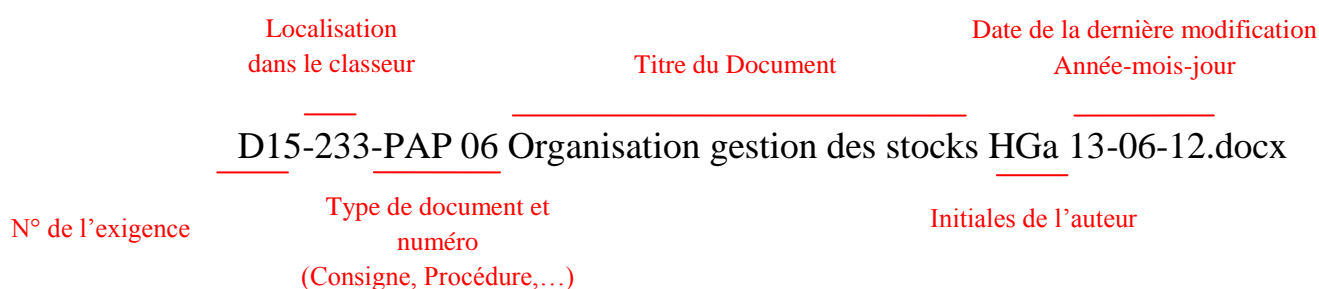 Localisation
dans le classeur
Titre du Document
Date de la dernière modification
Année-mois-jour
D15-233-PAP 06 Organisation gestion des stocks HGa 13-06-12.docx
N° de l’exigence
Type de document et
numéro
(Consigne, Procédure,…)
Initiales de l’auteur